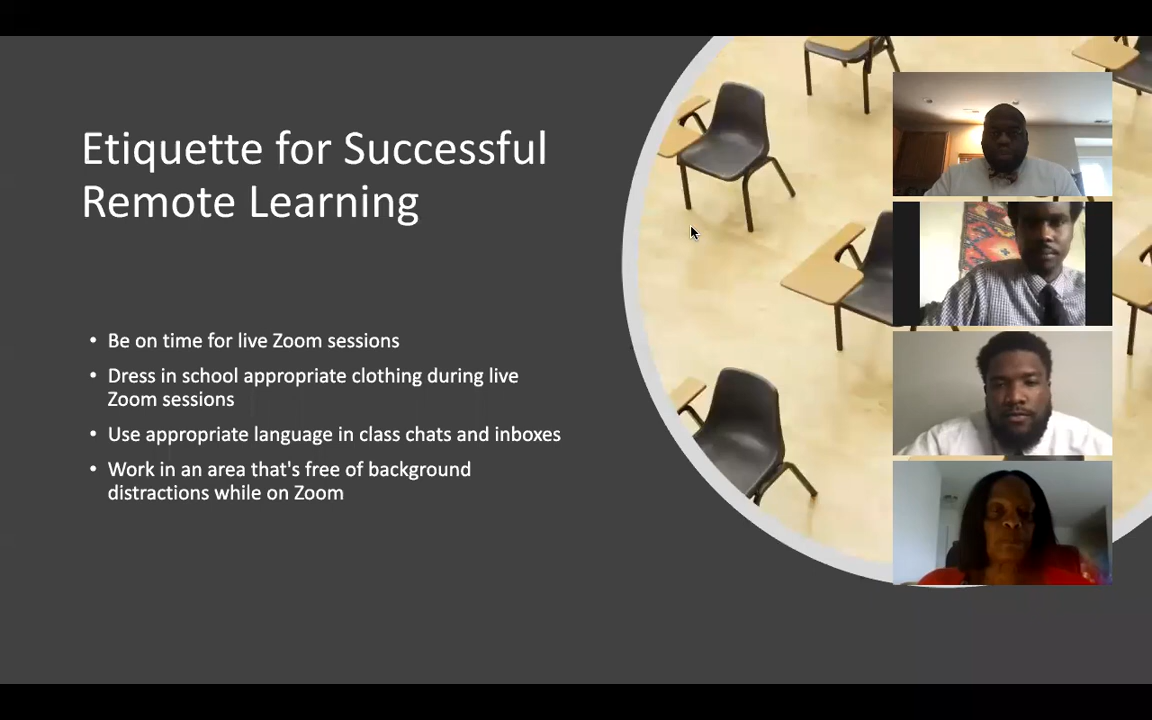 Etiquette for Successful
Remote Learning
• Be on time for live Zoom sessions
• Dress in school appropriate clothing during live
Zoom sessions
• Use appropriate language in class chats and inboxes
• Work in an area that's free of background
distractions while on Zoom